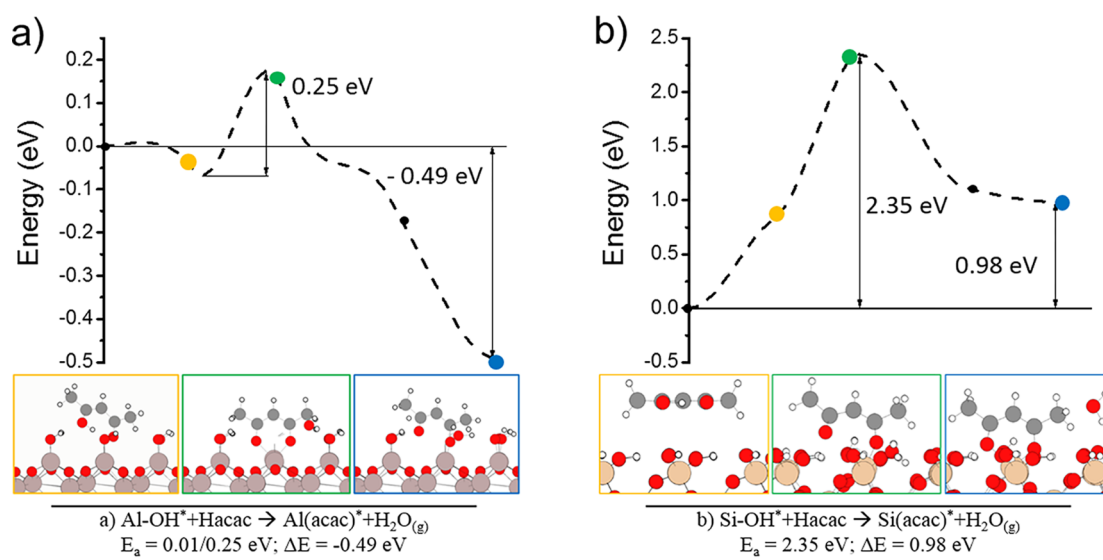 a)
Energy (eV)
0.2
0.1
0.0
-0.1
-0.2
-0.3
-0.4
-0.5
0.25 eV
- 0.49 eV
b)
Energy (eV)
2.5
2.0
1.5
1.0
0.5
0.0
-0.5
2.35 eV
0.98 eV
a) Al-OH*+Hacac → Al(acac)*+H₂O₍g₎
Eₐ = 0.01/0.25 eV; ΔE = -0.49 eV
b) Si-OH*+Hacac → Si(acac)*+H₂O₍g₎
Eₐ = 2.35 eV; ΔE = 0.98 eV